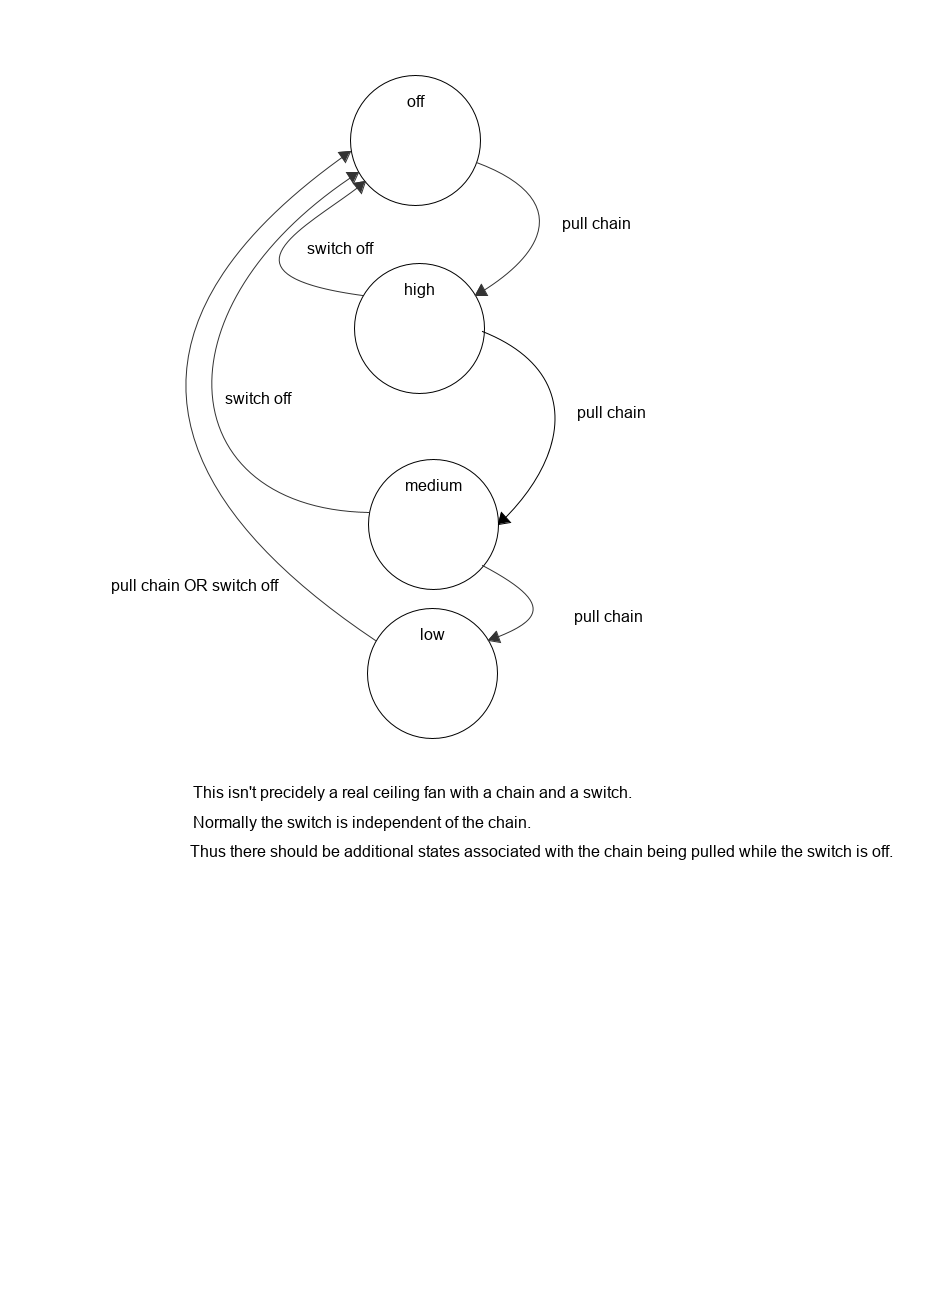 off
pull chain
switch off
high
switch off
pull chain
medium
pull chain OR switch off
pull chain
low
This isn't precidely a real ceiling fan with a chain and a switch.
Normally the switch is independent of the chain.
Thus there should be additional states associated with the chain being pulled while the switch is off.